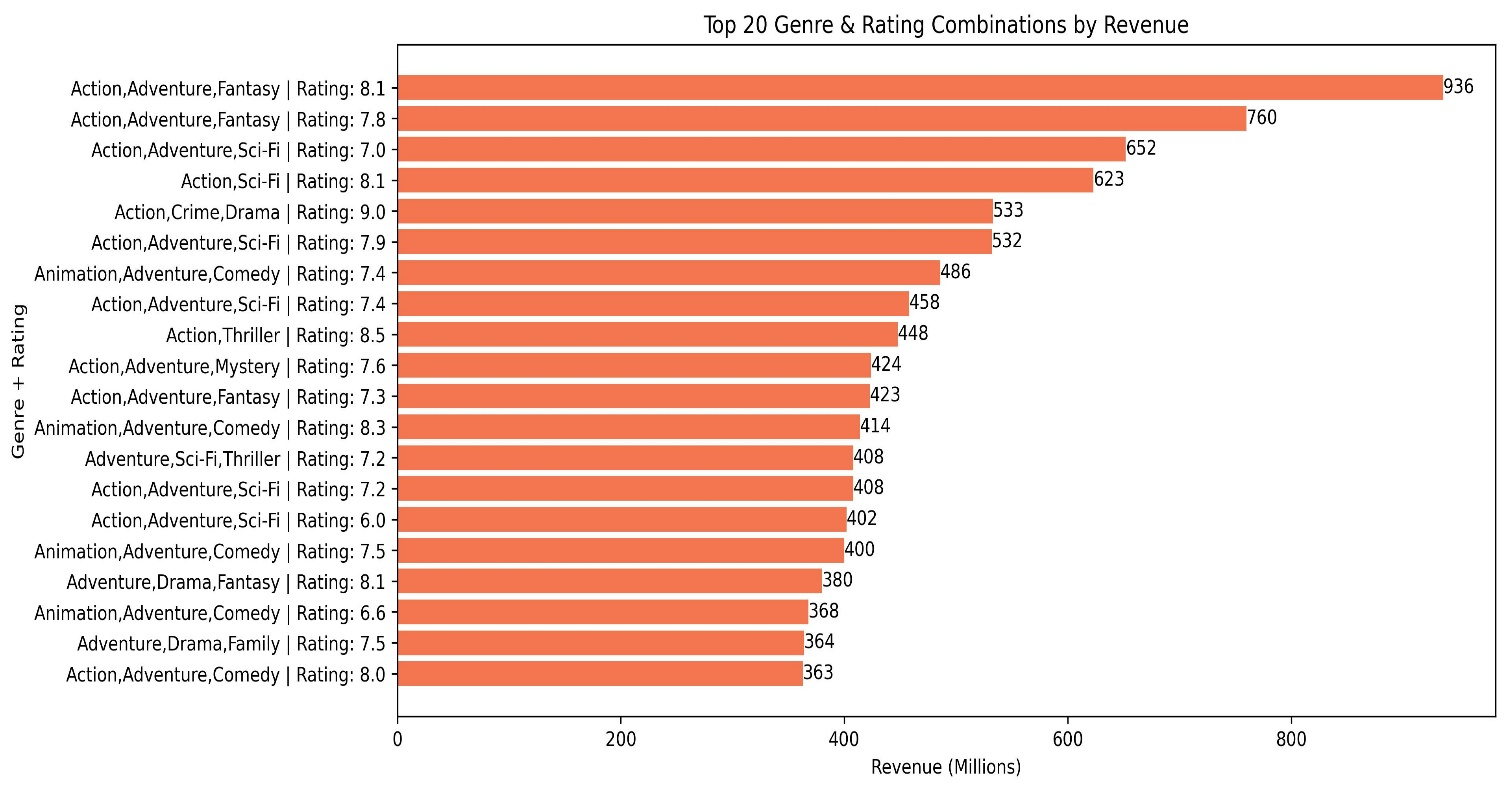 Top 20 Genre & Rating Combinations by Revenue
Genre + Rating
Action,Adventure,Fantasy | Rating: 8.1 936
Action,Adventure,Fantasy | Rating: 7.8 760
Action,Adventure,Sci-Fi | Rating: 7.0 652
Action,Sci-Fi | Rating: 8.1 623
Action,Crime,Drama | Rating: 9.0 533
Action,Adventure,Sci-Fi | Rating: 7.9 532
Animation,Adventure,Comedy | Rating: 7.4 486
Action,Adventure,Sci-Fi | Rating: 7.4 458
Action,Thriller | Rating: 8.5 448
Action,Adventure,Mystery | Rating: 7.6 424
Action,Adventure,Fantasy | Rating: 7.3 423
Animation,Adventure,Comedy | Rating: 8.3 414
Adventure,Sci-Fi,Thriller | Rating: 7.2 408
Action,Adventure,Sci-Fi | Rating: 7.2 408
Action,Adventure,Sci-Fi | Rating: 6.0 402
Animation,Adventure,Comedy | Rating: 7.5 400
Adventure,Drama,Fantasy | Rating: 8.1 380
Animation,Adventure,Comedy | Rating: 6.6 368
Adventure,Drama,Family | Rating: 7.5 364
Action,Adventure,Comedy | Rating: 8.0 363
0 200 400 600 800
Revenue (Millions)